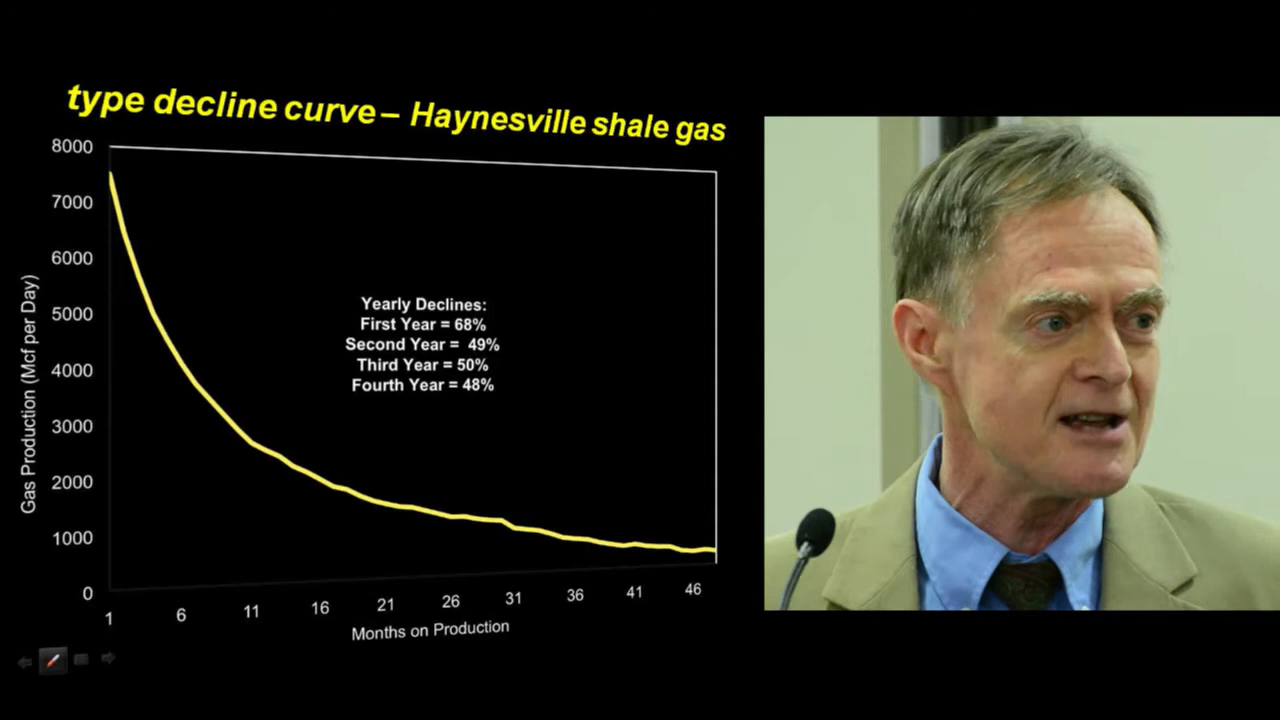 type decline curve – Haynesville shale gas
8000
7000
6000
5000
4000
3000
2000
1000
0
Gas Production (Mcf per Day)
Yearly Declines:
First Year = 68%
Second Year = 49%
Third Year = 50%
Fourth Year = 48%
1 6 11 16 21 26 31 36 41 46
Months on Production